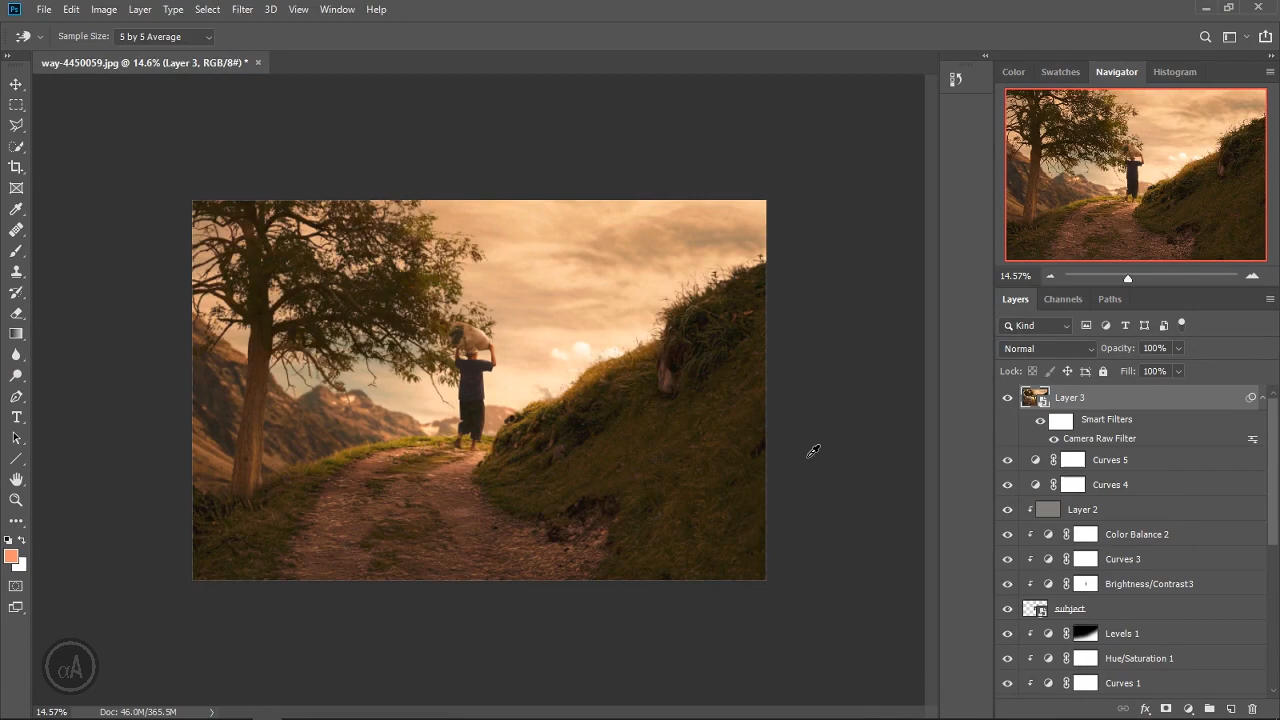 Ps File Edit Image Layer Type Select Filter 3D View Window Help
Sample Size: 5 by 5 Average
way-4450059.jpg @ 14.6% (Layer 3, RGB/8#) * ×
Color Swatches Navigator Histogram
14.57%
Layers Channels Paths
Kind
Normal Opacity: 100%
Lock: Fill: 100%
Layer 3
Smart Filters
Camera Raw Filter
Curves 5
Curves 4
Layer 2
Color Balance 2
Curves 3
Brightness/Contrast3
subject
Levels 1
Hue/Saturation 1
Curves 1
αA
14.57% Doc: 46.0M/365.5M
fx